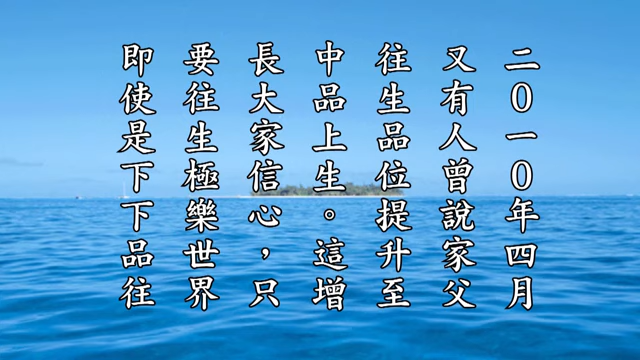 二０一０年四月
又有人曾說家父
往生品位提升至
中品上生。這增
長大家信心，只
要往生極樂世界
即使是下下品往